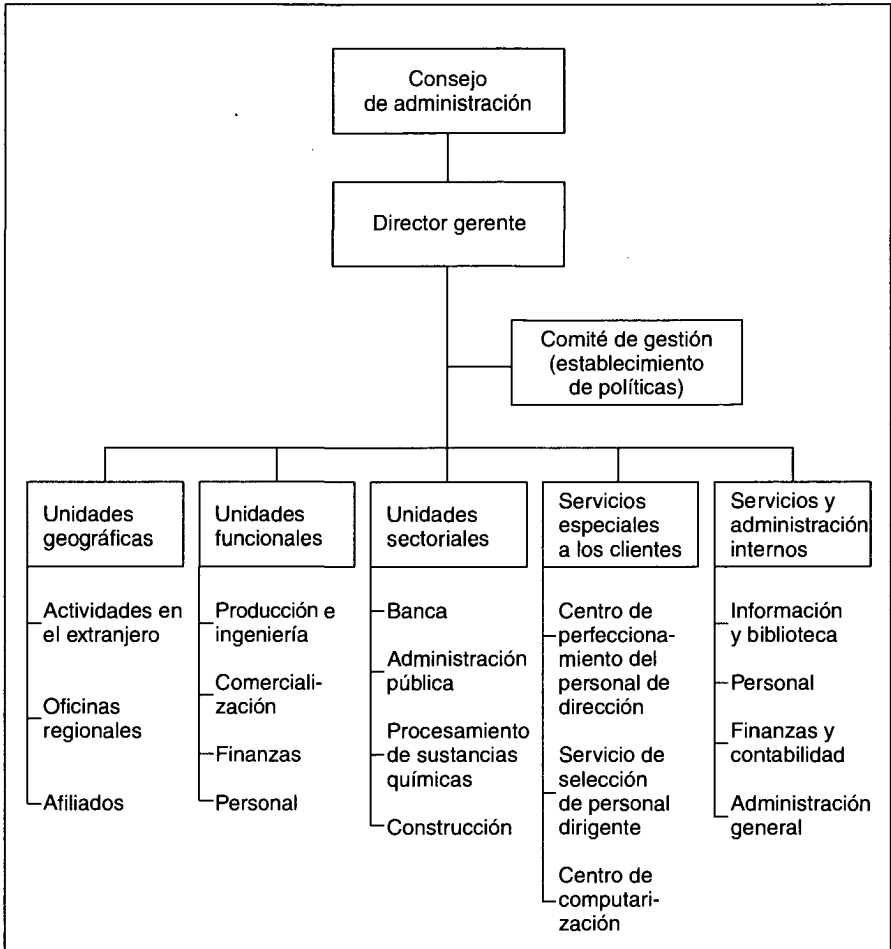 Consejo
de administración
Director gerente
Comité de gestión
(establecimiento
de políticas)
Unidades
geográficas
Actividades en
el extranjero
Oficinas
regionales
Afiliados
Unidades
funcionales
Producción e
ingeniería
Comerciali-
zación
Finanzas
Personal
Unidades
sectoriales
Banca
Administración
pública
Procesamiento
de sustancias
químicas
Construcción
Servicios
especiales
a los clientes
Centro de
perfecciona-
miento del
personal de
dirección
Servicio de
selección
de personal
dirigente
Centro de
computari-
zación
Servicios y
administración
internos
Información
y biblioteca
Personal
Finanzas y
contabilidad
Administración
general